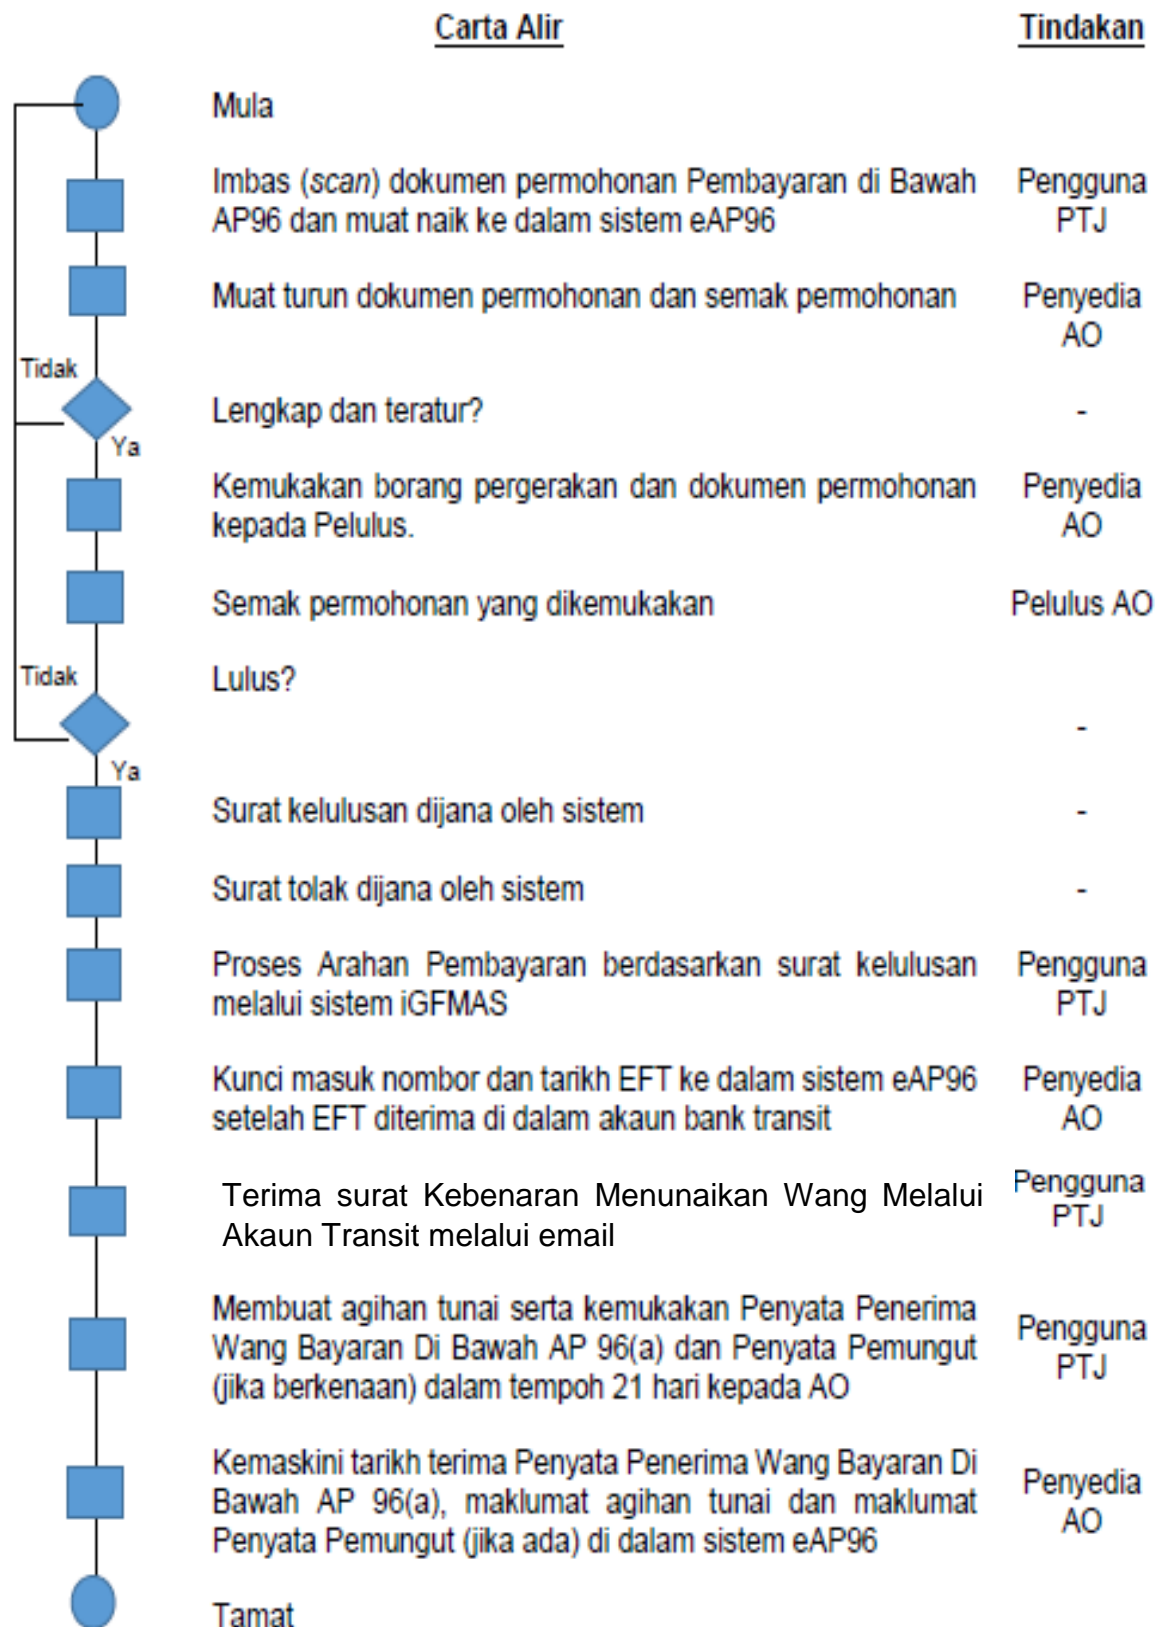 Carta Alir Tindakan
Mula
Imbas (scan) dokumen permohonan Pembayaran di Bawah Pengguna
AP96 dan muat naik ke dalam sistem eAP96 PTJ
Muat turun dokumen permohonan dan semak permohonan Penyedia
AO
Tidak
Lengkap dan teratur? -
Ya
Kemukakan borang pergerakan dan dokumen permohonan Penyedia
kepada Pelulus. AO
Semak permohonan yang dikemukakan Pelulus AO
Tidak Lulus?
-
Ya
Surat kelulusan dijana oleh sistem -
Surat tolak dijana oleh sistem -
Proses Arahan Pembayaran berdasarkan surat kelulusan Pengguna
melalui sistem iGFMAS PTJ
Kunci masuk nombor dan tarikh EFT ke dalam sistem eAP96 Penyedia
setelah EFT diterima di dalam akaun bank transit AO
Terima surat Kebenaran Menunaikan Wang Melalui Pengguna
Akaun Transit melalui email PTJ
Membuat agihan tunai serta kemukakan Penyata Penerima
Wang Bayaran Di Bawah AP 96(a) dan Penyata Pemungut Pengguna
(jika berkenaan) dalam tempoh 21 hari kepada AO PTJ
Kemaskini tarikh terima Penyata Penerima Wang Bayaran Di
Bawah AP 96(a), maklumat agihan tunai dan maklumat Penyedia
Penyata Pemungut (jika ada) di dalam sistem eAP96 AO
Tamat